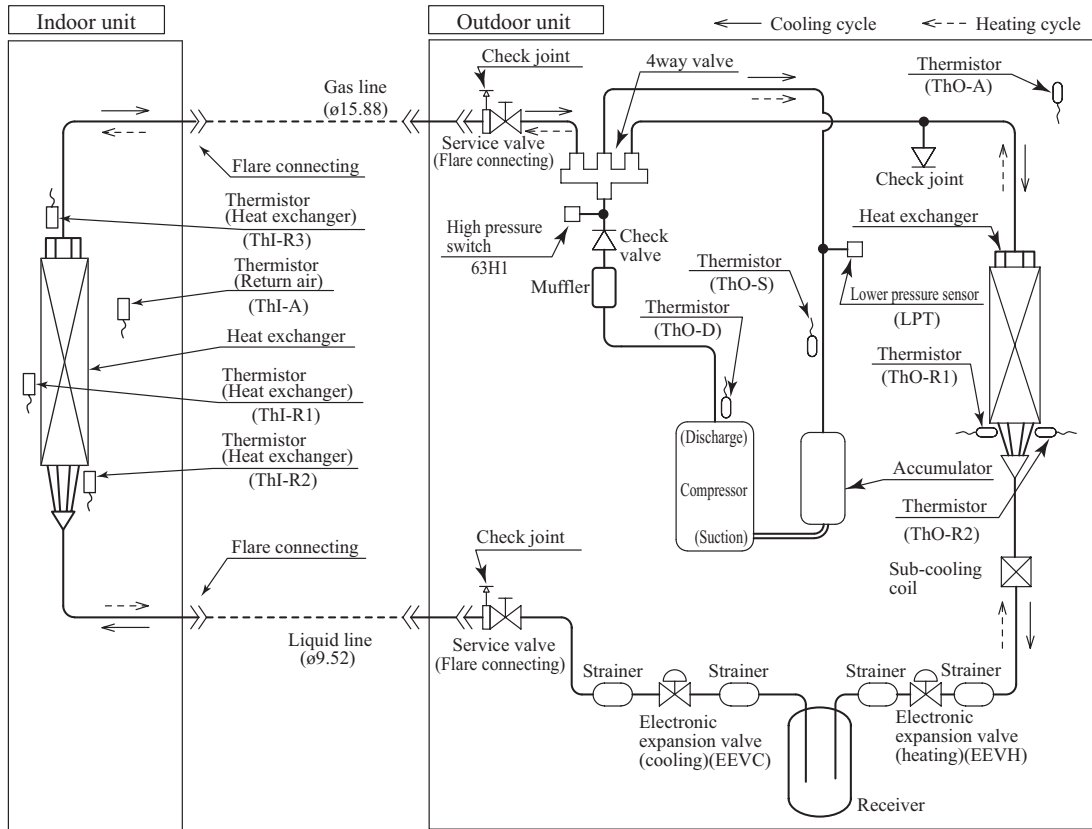 Indoor unit
Outdoor unit
Cooling cycle
Heating cycle
Check joint
4way valve
Thermistor
(ThO-A)
Gas line
(ø15.88)
Service valve
(Flare connecting)
Flare connecting
Check joint
Thermistor
(Heat exchanger)
(ThI-R3)
Heat exchanger
High pressure
switch
63H1
Check
valve
Thermistor
(Return air)
(ThI-A)
Muffler
Thermistor
(ThO-S)
Lower pressure sensor
(LPT)
Thermistor
(ThO-D)
Heat exchanger
Thermistor
(ThO-R1)
Thermistor
(Heat exchanger)
(ThI-R1)
(Discharge)
Compressor
(Suction)
Thermistor
(Heat exchanger)
(ThI-R2)
Accumulator
Thermistor
(ThO-R2)
Flare connecting
Check joint
Sub-cooling
coil
Liquid line
(ø9.52)
Service valve
(Flare connecting)
Strainer
Strainer
Strainer
Strainer
Electronic
expansion valve
(cooling)(EEVC)
Electronic
expansion valve
(heating)(EEVH)
Receiver